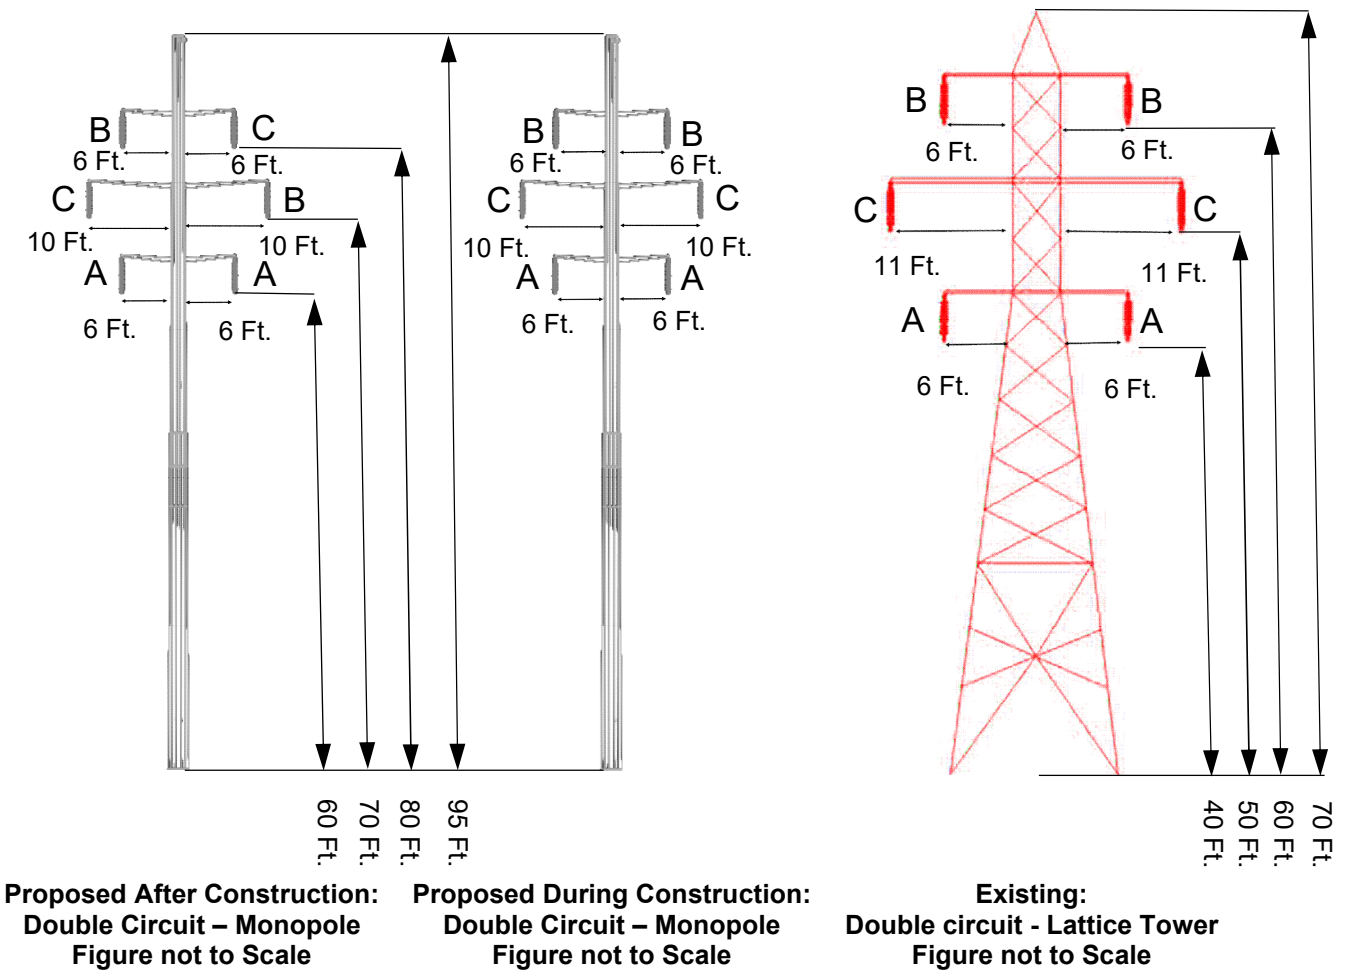 B
C
6 Ft.
6 Ft.
C
B
10 Ft.
10 Ft.
A
A
6 Ft.
6 Ft.
60 Ft.
70 Ft.
80 Ft.
95 Ft.
Proposed After Construction:
Double Circuit – Monopole
Figure not to Scale
B
B
6 Ft.
6 Ft.
C
C
10 Ft.
10 Ft.
A
A
6 Ft.
6 Ft.
Proposed During Construction:
Double Circuit – Monopole
Figure not to Scale
B
B
6 Ft.
6 Ft.
C
C
11 Ft.
11 Ft.
A
A
6 Ft.
6 Ft.
40 Ft.
50 Ft.
60 Ft.
70 Ft.
Existing:
Double circuit - Lattice Tower
Figure not to Scale